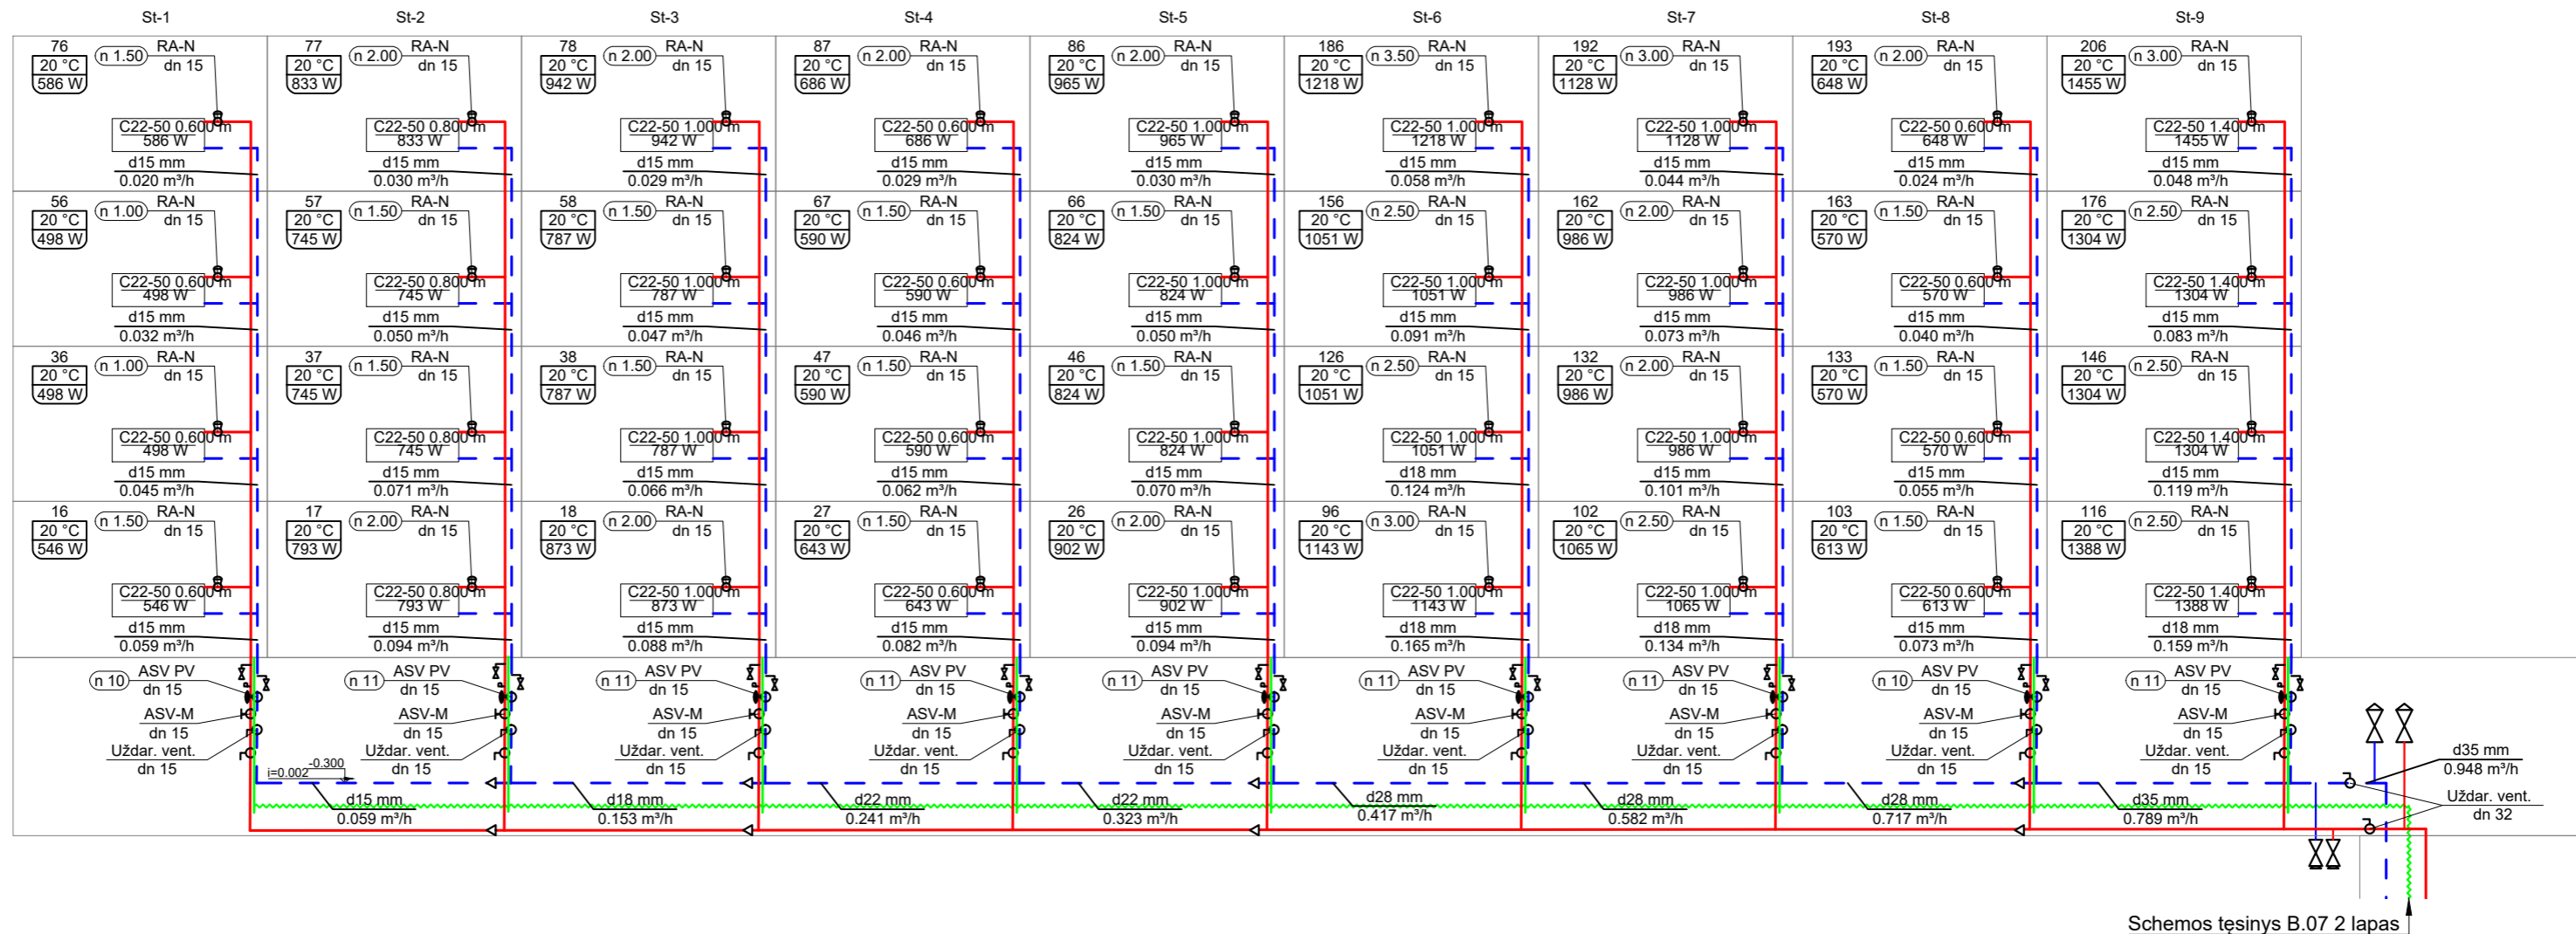 St-1 St-2 St-3 St-4 St-5 St-6 St-7 St-8 St-9
76 RA-N 77 RA-N 78 RA-N 87 RA-N 86 RA-N 186 RA-N 192 RA-N 193 RA-N 206 RA-N
20 °C n 1.50 dn 15 20 °C n 2.00 dn 15 20 °C n 2.00 dn 15 20 °C n 2.00 dn 15 20 °C n 2.00 dn 15 20 °C n 3.50 dn 15 20 °C n 3.00 dn 15 20 °C n 2.00 dn 15 20 °C n 3.00 dn 15
586 W 833 W 942 W 686 W 965 W 1218 W 1128 W 648 W 1455 W
C22-50 0.600 m C22-50 0.800 m C22-50 1.000 m C22-50 0.600 m C22-50 1.000 m C22-50 1.000 m C22-50 1.000 m C22-50 0.600 m C22-50 1.400 m
586 W 833 W 942 W 686 W 965 W 1218 W 1128 W 648 W 1455 W
d15 mm d15 mm d15 mm d15 mm d15 mm d15 mm d15 mm d15 mm d15 mm
0.020 m³/h 0.030 m³/h 0.029 m³/h 0.029 m³/h 0.030 m³/h 0.058 m³/h 0.044 m³/h 0.024 m³/h 0.048 m³/h
56 RA-N 57 RA-N 58 RA-N 67 RA-N 66 RA-N 156 RA-N 162 RA-N 163 RA-N 176 RA-N
20 °C n 1.00 dn 15 20 °C n 1.50 dn 15 20 °C n 1.50 dn 15 20 °C n 1.50 dn 15 20 °C n 1.50 dn 15 20 °C n 2.50 dn 15 20 °C n 2.00 dn 15 20 °C n 1.50 dn 15 20 °C n 2.50 dn 15
498 W 745 W 787 W 590 W 824 W 1051 W 986 W 570 W 1304 W
C22-50 0.600 m C22-50 0.800 m C22-50 1.000 m C22-50 0.600 m C22-50 1.000 m C22-50 1.000 m C22-50 1.000 m C22-50 0.600 m C22-50 1.400 m
498 W 745 W 787 W 590 W 824 W 1051 W 986 W 570 W 1304 W
d15 mm d15 mm d15 mm d15 mm d15 mm d15 mm d15 mm d15 mm d15 mm
0.032 m³/h 0.050 m³/h 0.047 m³/h 0.046 m³/h 0.050 m³/h 0.091 m³/h 0.073 m³/h 0.040 m³/h 0.083 m³/h
36 RA-N 37 RA-N 38 RA-N 47 RA-N 46 RA-N 126 RA-N 132 RA-N 133 RA-N 146 RA-N
20 °C n 1.00 dn 15 20 °C n 1.50 dn 15 20 °C n 1.50 dn 15 20 °C n 1.50 dn 15 20 °C n 1.50 dn 15 20 °C n 2.50 dn 15 20 °C n 2.00 dn 15 20 °C n 1.50 dn 15 20 °C n 2.50 dn 15
498 W 745 W 787 W 590 W 824 W 1051 W 986 W 570 W 1304 W
C22-50 0.600 m C22-50 0.800 m C22-50 1.000 m C22-50 0.600 m C22-50 1.000 m C22-50 1.000 m C22-50 1.000 m C22-50 0.600 m C22-50 1.400 m
498 W 745 W 787 W 590 W 824 W 1051 W 986 W 570 W 1304 W
d15 mm d15 mm d15 mm d15 mm d15 mm d18 mm d15 mm d15 mm d15 mm
0.045 m³/h 0.071 m³/h 0.066 m³/h 0.062 m³/h 0.070 m³/h 0.124 m³/h 0.101 m³/h 0.055 m³/h 0.119 m³/h
16 RA-N 17 RA-N 18 RA-N 27 RA-N 26 RA-N 96 RA-N 102 RA-N 103 RA-N 116 RA-N
20 °C n 1.50 dn 15 20 °C n 2.00 dn 15 20 °C n 2.00 dn 15 20 °C n 1.50 dn 15 20 °C n 2.00 dn 15 20 °C n 3.00 dn 15 20 °C n 2.50 dn 15 20 °C n 1.50 dn 15 20 °C n 2.50 dn 15
546 W 793 W 873 W 643 W 902 W 1143 W 1065 W 613 W 1388 W
C22-50 0.600 m C22-50 0.800 m C22-50 1.000 m C22-50 0.600 m C22-50 1.000 m C22-50 1.000 m C22-50 1.000 m C22-50 0.600 m C22-50 1.400 m
546 W 793 W 873 W 643 W 902 W 1143 W 1065 W 613 W 1388 W
d15 mm d15 mm d15 mm d15 mm d15 mm d18 mm d18 mm d15 mm d18 mm
0.059 m³/h 0.094 m³/h 0.088 m³/h 0.082 m³/h 0.094 m³/h 0.165 m³/h 0.134 m³/h 0.073 m³/h 0.159 m³/h
n 10 ASV PV n 11 ASV PV n 11 ASV PV n 11 ASV PV n 11 ASV PV n 11 ASV PV n 11 ASV PV n 10 ASV PV n 11 ASV PV
dn 15 dn 15 dn 15 dn 15 dn 15 dn 15 dn 15 dn 15 dn 15
ASV-M ASV-M ASV-M ASV-M ASV-M ASV-M ASV-M ASV-M ASV-M
dn 15 dn 15 dn 15 dn 15 dn 15 dn 15 dn 15 dn 15 dn 15
Uždar. vent. Uždar. vent. Uždar. vent. Uždar. vent. Uždar. vent. Uždar. vent. Uždar. vent. Uždar. vent. Uždar. vent. d35 mm
dn 15 dn 15 dn 15 dn 15 dn 15 dn 15 dn 15 dn 15 dn 15 0.948 m³/h
i=0.002 -0.300
d15 mm d18 mm d22 mm d22 mm d28 mm d28 mm d28 mm d35 mm Uždar. vent.
0.059 m³/h 0.153 m³/h 0.241 m³/h 0.323 m³/h 0.417 m³/h 0.582 m³/h 0.717 m³/h 0.789 m³/h dn 32
Schemos tęsinys B.07 2 lapas